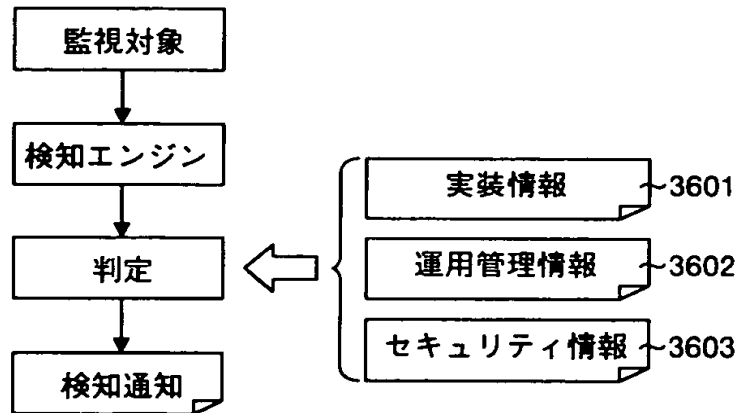 監視対象
検知エンジン
判定
検知通知
実装情報 ~3601
運用管理情報 ~3602
セキュリティ情報 ~3603